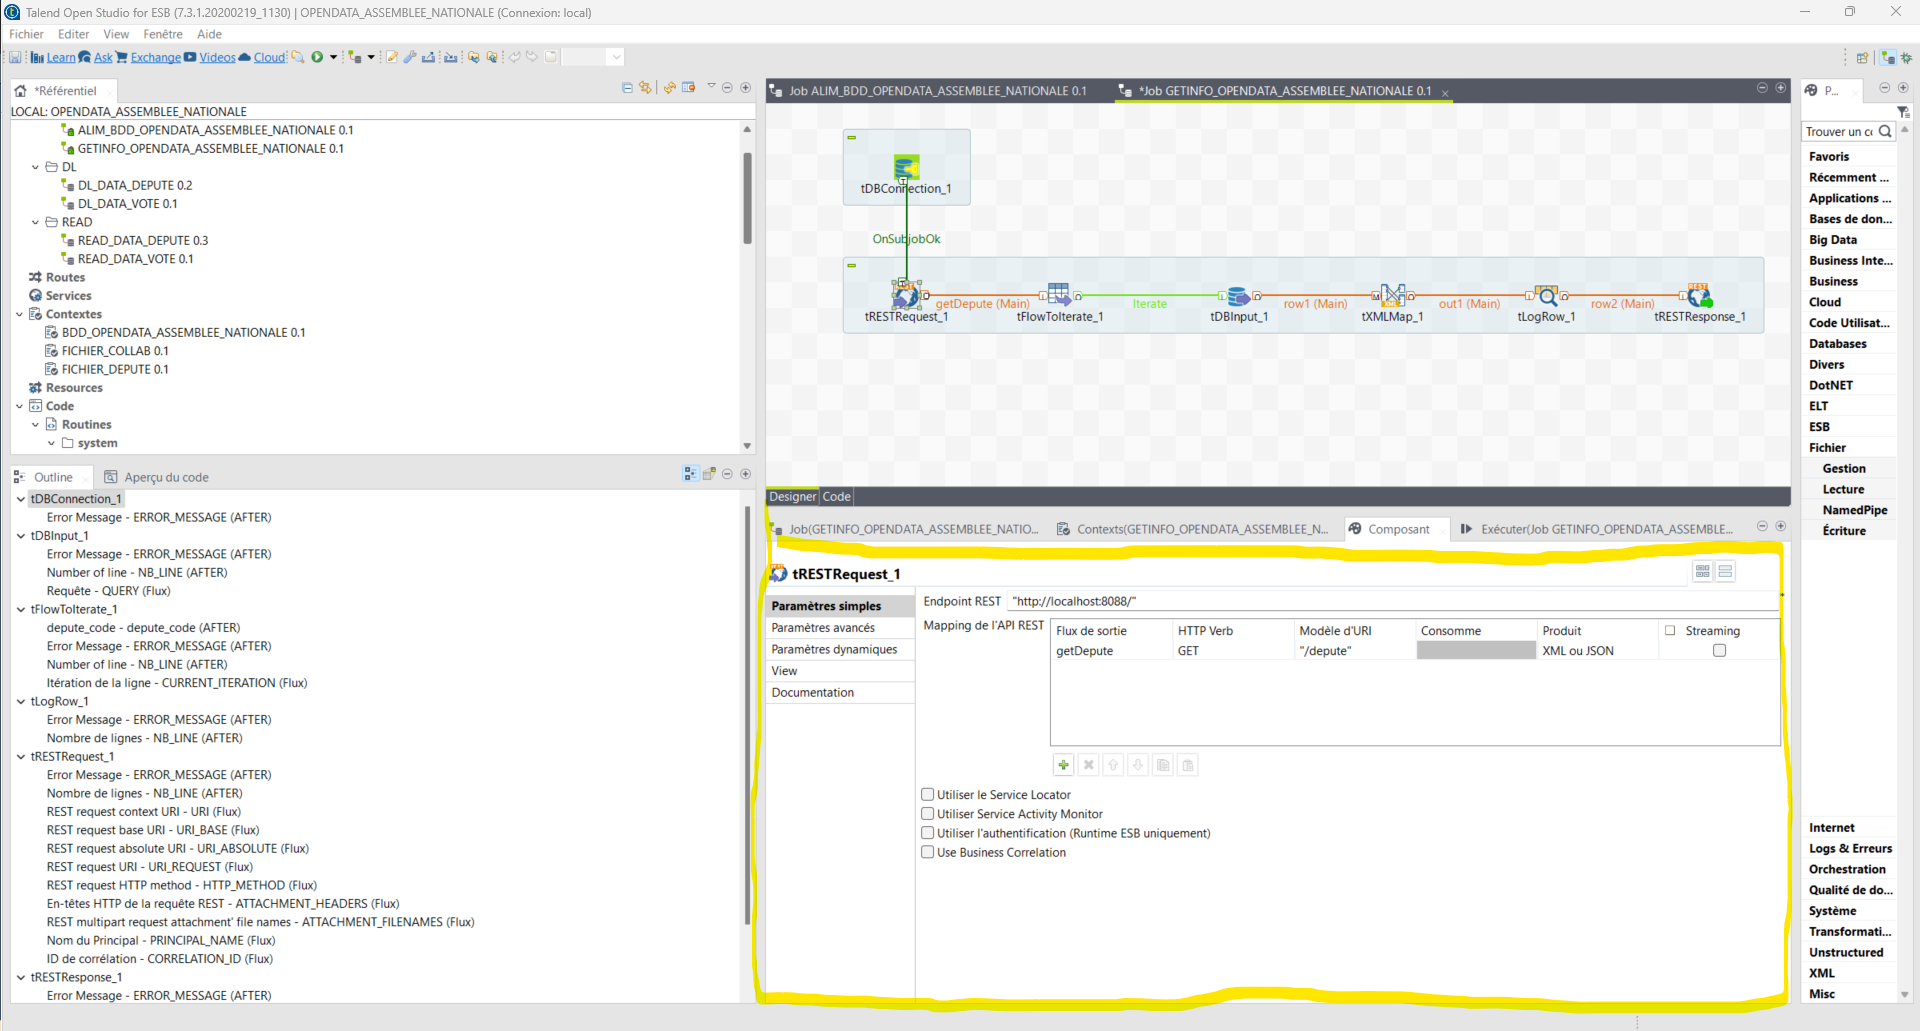 Talend Open Studio for ESB (7.3.1.20200219_1130) | OPENDATA_ASSEMBLEE_NATIONALE (Connexion: local)
Fichier Editer View Fenêtre Aide
Learn Ask Exchange Videos Cloud
*Référentiel
LOCAL: OPENDATA_ASSEMBLEE_NATIONALE
ALIM_BDD_OPENDATA_ASSEMBLEE_NATIONALE 0.1
GETINFO_OPENDATA_ASSEMBLEE_NATIONALE 0.1
DL
DL_DATA_DEPUTE 0.2
DL_DATA_VOTE 0.1
READ
READ_DATA_DEPUTE 0.3
READ_DATA_VOTE 0.1
Routes
Services
Contextes
BDD_OPENDATA_ASSEMBLEE_NATIONALE 0.1
FICHIER_COLLAB 0.1
FICHIER_DEPUTE 0.1
Resources
Code
Routines
system
Outline Aperçu du code
tDBConnection_1
Error Message - ERROR_MESSAGE (AFTER)
tDBInput_1
Error Message - ERROR_MESSAGE (AFTER)
Number of line - NB_LINE (AFTER)
Requête - QUERY (Flux)
tFlowToIterate_1
depute_code - depute_code (AFTER)
Error Message - ERROR_MESSAGE (AFTER)
Number of line - NB_LINE (AFTER)
Itération de la ligne - CURRENT_ITERATION (Flux)
tLogRow_1
Error Message - ERROR_MESSAGE (AFTER)
Nombre de lignes - NB_LINE (AFTER)
tRESTRequest_1
Error Message - ERROR_MESSAGE (AFTER)
Nombre de lignes - NB_LINE (AFTER)
REST request context URI - URI (Flux)
REST request base URI - URI_BASE (Flux)
REST request absolute URI - URI_ABSOLUTE (Flux)
REST request URI - URI_REQUEST (Flux)
REST request HTTP method - HTTP_METHOD (Flux)
En-têtes HTTP de la requête REST - ATTACHMENT_HEADERS (Flux)
REST multipart request attachment' file names - ATTACHMENT_FILENAMES (Flux)
Nom du Principal - PRINCIPAL_NAME (Flux)
ID de corrélation - CORRELATION_ID (Flux)
tRESTResponse_1
Error Message - ERROR_MESSAGE (AFTER)
Job ALIM_BDD_OPENDATA_ASSEMBLEE_NATIONALE 0.1 *Job GETINFO_OPENDATA_ASSEMBLEE_NATIONALE 0.1
tDBConnection_1
OnSubjobOk
getDepute (Main) Iterate row1 (Main) out1 (Main) row2 (Main)
tRESTRequest_1 tFlowToIterate_1 tDBInput_1 tXMLMap_1 tLogRow_1 tRESTResponse_1
Designer Code
Job(GETINFO_OPENDATA_ASSEMBLEE_NATIO... Contexts(GETINFO_OPENDATA_ASSEMBLEE_N... Composant Exécuter(Job GETINFO_OPENDATA_ASSEMBLE...
tRESTRequest_1
Paramètres simples
Paramètres avancés
Paramètres dynamiques
View
Documentation
Endpoint REST "http://localhost:8088/"
Mapping de l'API REST
Flux de sortie HTTP Verb Modèle d'URI Consomme Produit Streaming
getDepute GET "/depute" XML ou JSON
Utiliser le Service Locator
Utiliser Service Activity Monitor
Utiliser l'authentification (Runtime ESB uniquement)
Use Business Correlation
P...
Trouver un cc
Favoris
Récemment ...
Applications ...
Bases de don...
Big Data
Business Inte...
Business
Cloud
Code Utilisat...
Databases
Divers
DotNET
ELT
ESB
Fichier
Gestion
Lecture
NamedPipe
Écriture
Internet
Logs & Erreurs
Orchestration
Qualité de do...
Système
Transformati...
Unstructured
XML
Misc